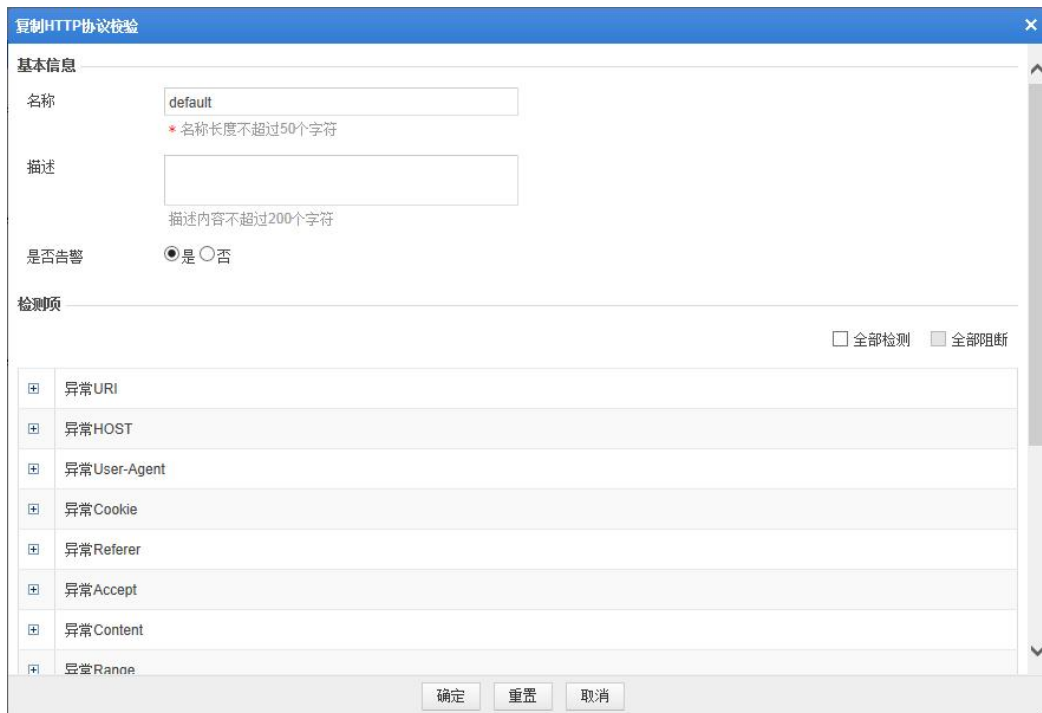 复制HTTP协议校验
基本信息
名称 default
* 名称长度不超过50个字符
描述
描述内容不超过200个字符
是否告警 是 否
检测项
全部检测 全部阻断
异常URI
异常HOST
异常User-Agent
异常Cookie
异常Referer
异常Accept
异常Content
异常Range
确定 重置 取消